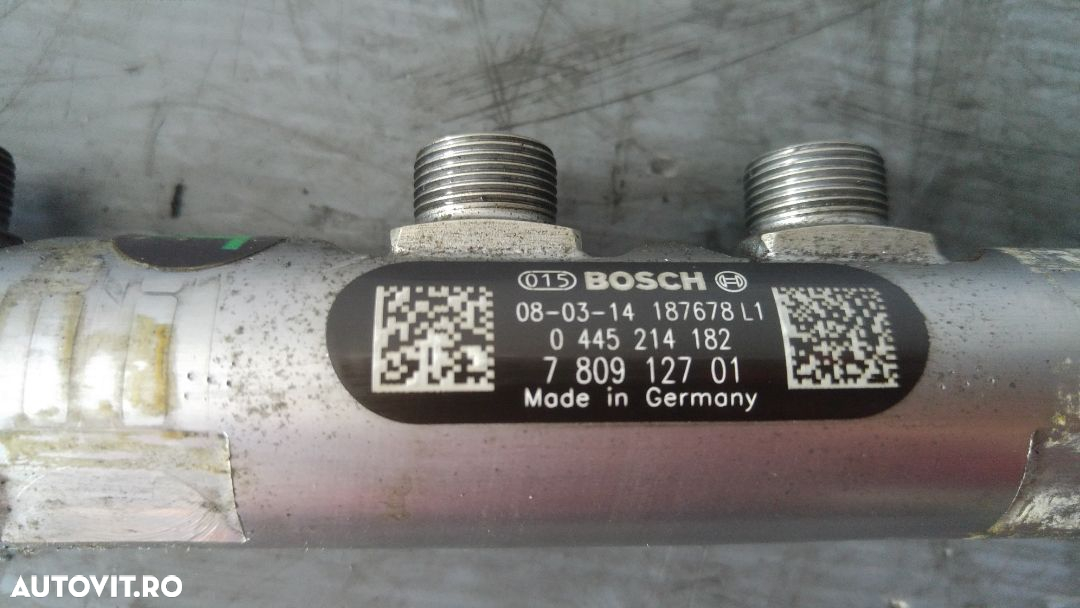 015 BOSCH
08-03-14 187678 L1
0 445 214 182
7 809 127 01
Made in Germany
AUTOVIT.RO